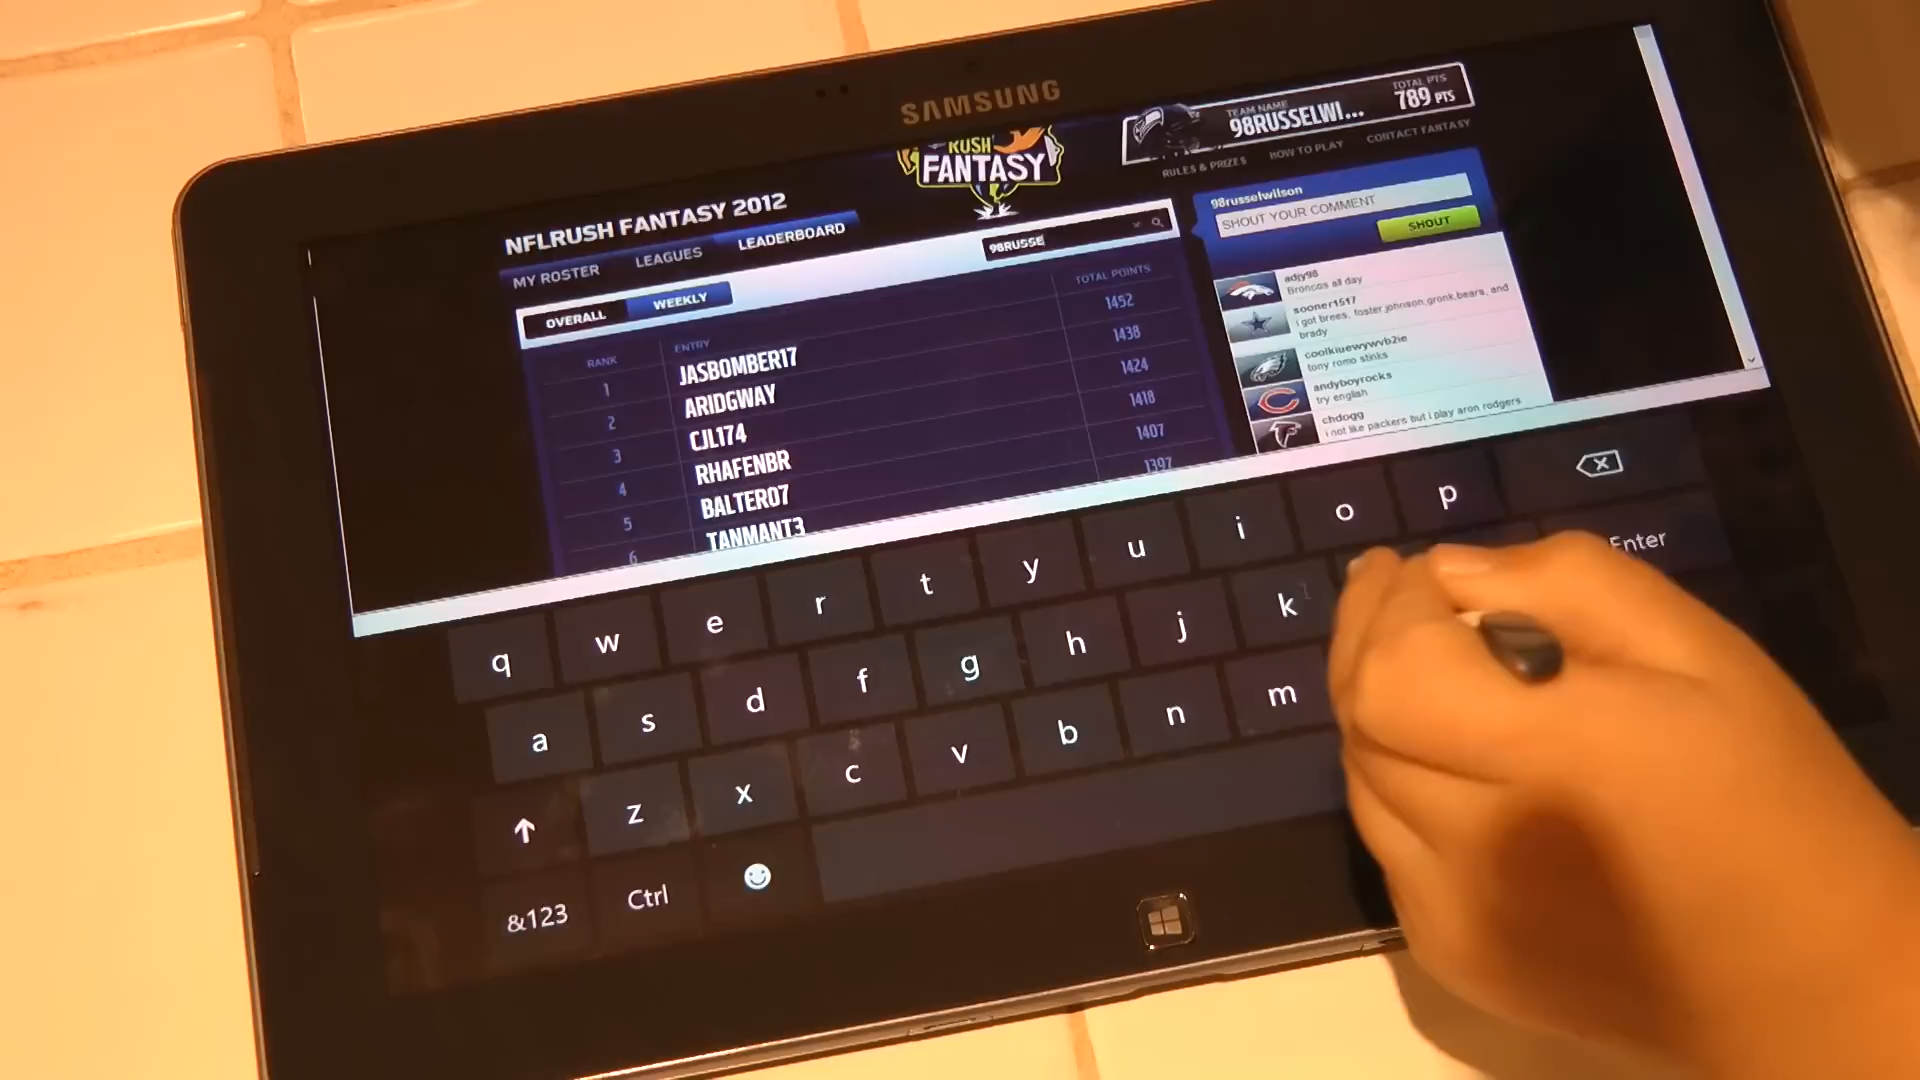 SAMSUNG
RUSH
FANTASY
TEAM NAME
98RUSSELWI...
TOTAL PTS
789 PTS
RULES & PRIZES
HOW TO PLAY
CONTACT FANTASY
NFLRUSH FANTASY 2012
MY ROSTER
LEAGUES
LEADERBOARD
98RUSSE
98russelwilson
SHOUT YOUR COMMENT
SHOUT
OVERALL
WEEKLY
RANK ENTRY TOTAL POINTS
1 JASBOMBER17 1452
2 ARIDGWAY 1438
3 CJL174 1424
4 RHAFENBR 1418
5 BALTER07 1407
6 TANMANT3 1397
adjy98
Broncos all day
sooner1517
i got brees, foster,johnson,gronk,bears, and
brady
coolkiuewywvb2ie
tony romo stinks
andyboyrocks
try english
chdogg
i not like packers but i play aron rodgers
q w e r t y u i o p
a s d f g h j k Enter
z x c v b n m
&123 Ctrl